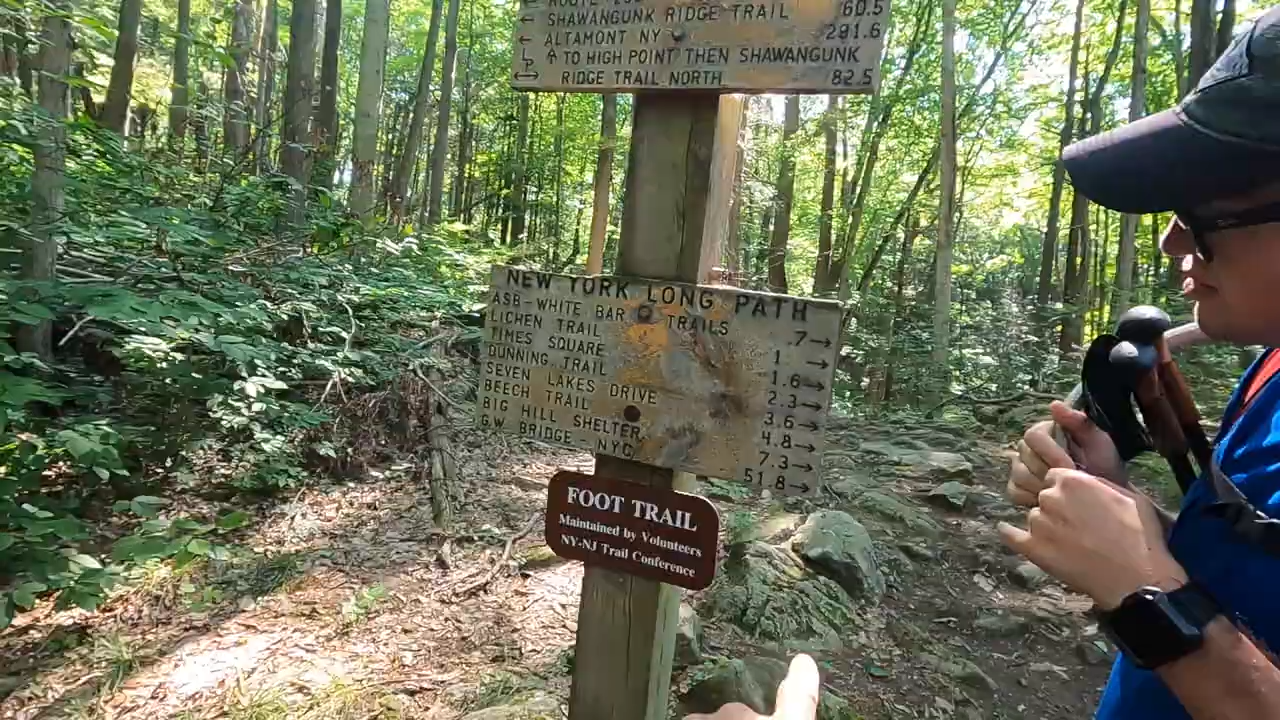 ← SHAWANGUNK RIDGE TRAIL 60.5
← ALTAMONT NY 291.6
↑ TO HIGH POINT THEN SHAWANGUNK
RIDGE TRAIL NORTH 82.5
NEW YORK LONG PATH
ASB-WHITE BAR TRAILS .7→
LICHEN TRAIL 1 →
TIMES SQUARE 1.6→
DUNNING TRAIL 2.3→
SEVEN LAKES DRIVE 3.6→
BEECH TRAIL 4.8→
BIG HILL SHELTER 7.3→
G.W. BRIDGE - NYC 51.8→
FOOT TRAIL
Maintained by Volunteers
NY-NJ Trail Conference